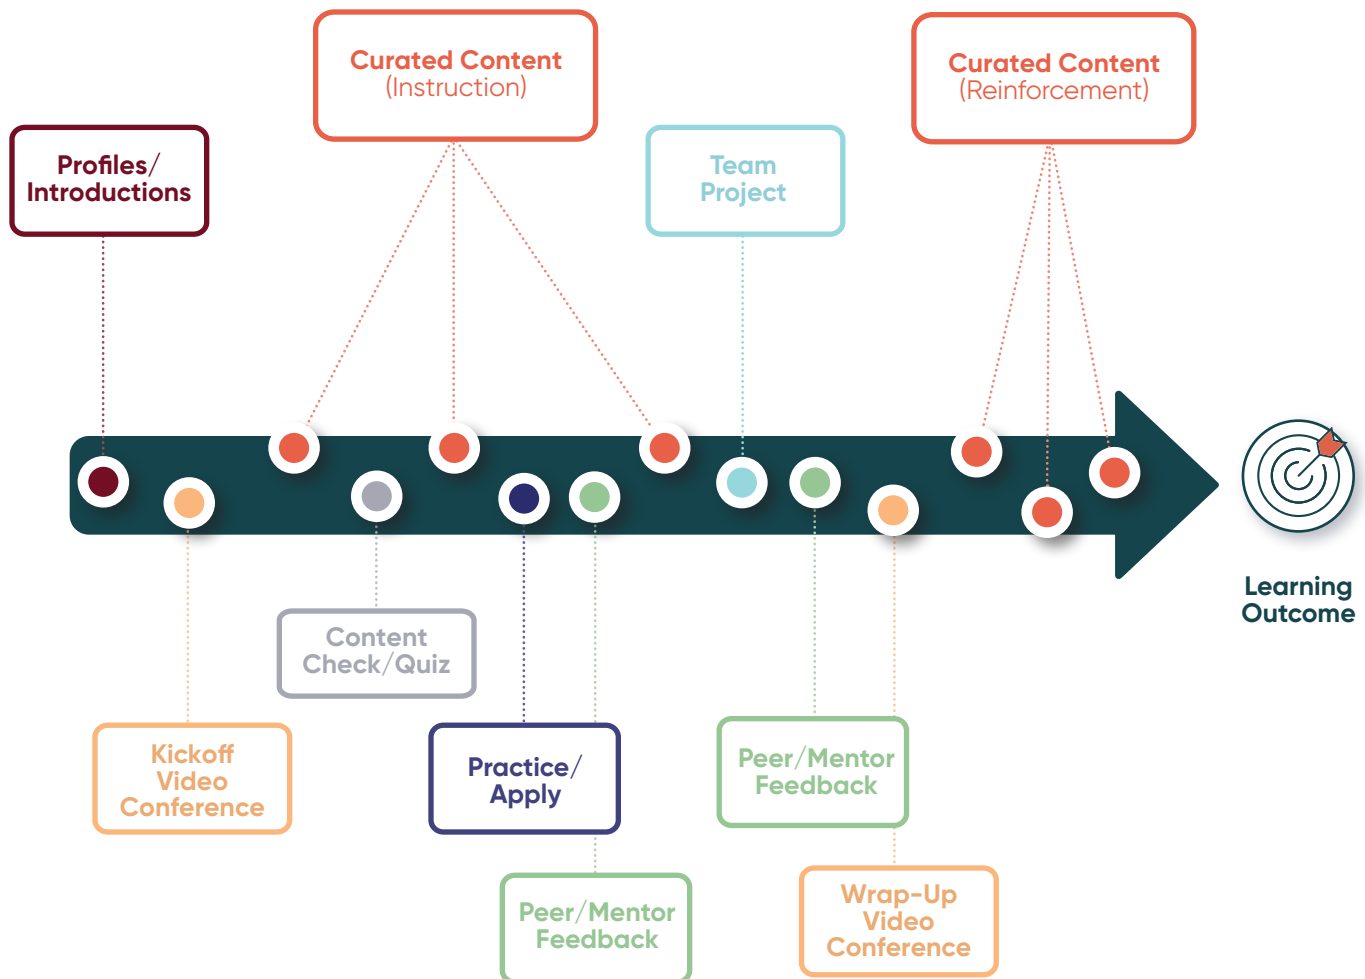 Curated Content
(Instruction)
Curated Content
(Reinforcement)
Profiles/
Introductions
Team
Project
Learning
Outcome
Content
Check/Quiz
Kickoff
Video
Conference
Practice/
Apply
Peer/Mentor
Feedback
Peer/Mentor
Feedback
Wrap-Up
Video
Conference